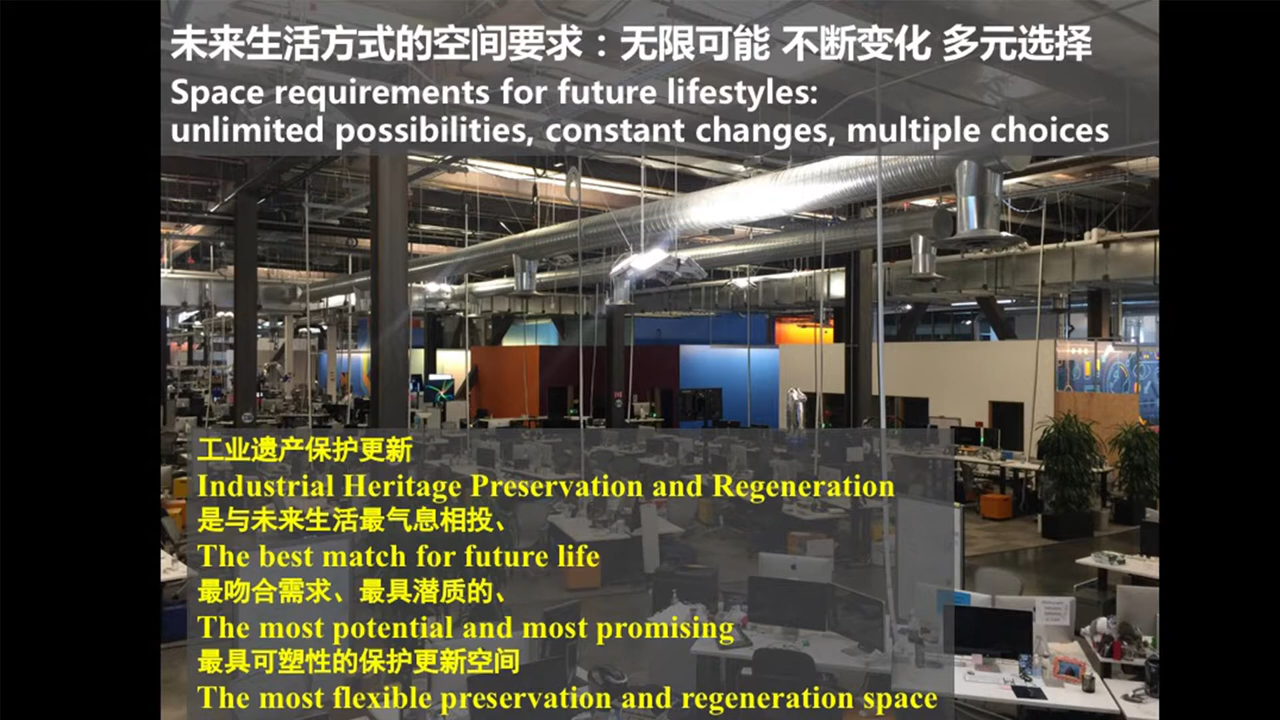 未来生活方式的空间要求：无限可能 不断变化 多元选择
Space requirements for future lifestyles:
unlimited possibilities, constant changes, multiple choices
工业遗产保护更新
Industrial Heritage Preservation and Regeneration
是与未来生活最气息相投、
The best match for future life
最吻合需求、最具潜质的、
The most potential and most promising
最具可塑性的保护更新空间
The most flexible preservation and regeneration space